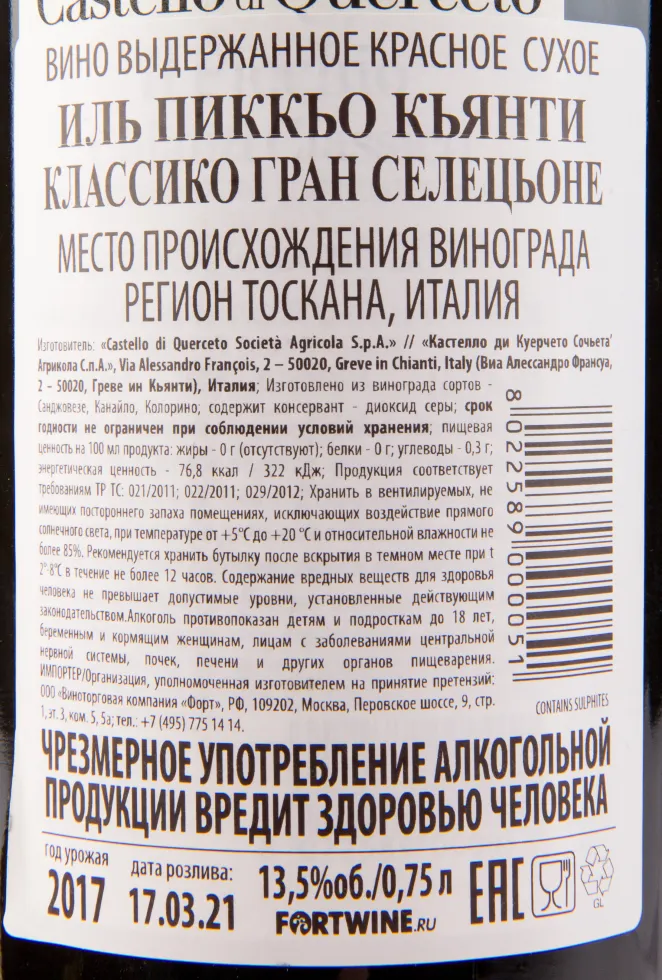 Castello di Querceto
ВИНО ВЫДЕРЖАННОЕ КРАСНОЕ СУХОЕ
ИЛЬ ПИККЬО КЬЯНТИ
КЛАССИКО ГРАН СЕЛЕЦЬОНЕ
МЕСТО ПРОИСХОЖДЕНИЯ ВИНОГРАДА
РЕГИОН ТОСКАНА, ИТАЛИЯ
Изготовитель: «Castello di Querceto Società Agricola S.p.A.» // «Кастелло ди Куерчето Сочьета'
Агрикола С.п.А.», Via Alessandro François, 2 – 50020, Greve in Chianti, Italy (Виа Алессандро Франсуа,
2 - 50020, Греве ин Кьянти), Италия; Изготовлено из винограда сортов -
Санджовезе, Канайло, Колорино; содержит консервант - диоксид серы; срок
годности не ограничен при соблюдении условий хранения; пищевая
ценность на 100 мл продукта: жиры - 0 г (отсутствуют); белки - 0 г; углеводы - 0,3 г;
энергетическая ценность - 76,8 ккал / 322 кДж; Продукция соответствует
требованиям ТР ТС: 021/2011; 022/2011; 029/2012; Хранить в вентилируемых, не
имеющих постороннего запаха помещениях, исключающих воздействие прямого
солнечного света, при температуре от +5°С до +20 °С и относительной влажности не
более 85%. Рекомендуется хранить бутылку после вскрытия в темном месте при t
2°-8°С в течение не более 12 часов. Содержание вредных веществ для здоровья
человека не превышает допустимые уровни, установленные действующим
законодательством.Алкоголь противопоказан детям и подросткам до 18 лет,
беременным и кормящим женщинам, лицам с заболеваниями центральной
нервной системы, почек, печени и других органов пищеварения.
ИМПОРТЕР/Организация, уполномоченная изготовителем на принятие претензий:
ООО «Виноторговая компания «Форт», РФ, 109202, Москва, Перовское шоссе, 9, стр.
1, эт. 3, ком. 5, 5а; тел.: +7 (495) 775 14 14.
8 022589 000051
CONTAINS SULPHITES
ЧРЕЗМЕРНОЕ УПОТРЕБЛЕНИЕ АЛКОГОЛЬНОЙ
ПРОДУКЦИИ ВРЕДИТ ЗДОРОВЬЮ ЧЕЛОВЕКА
год урожая
2017
дата розлива:
17.03.21
13,5%об./0,75 л
FORTWINE.RU
EAC
GL